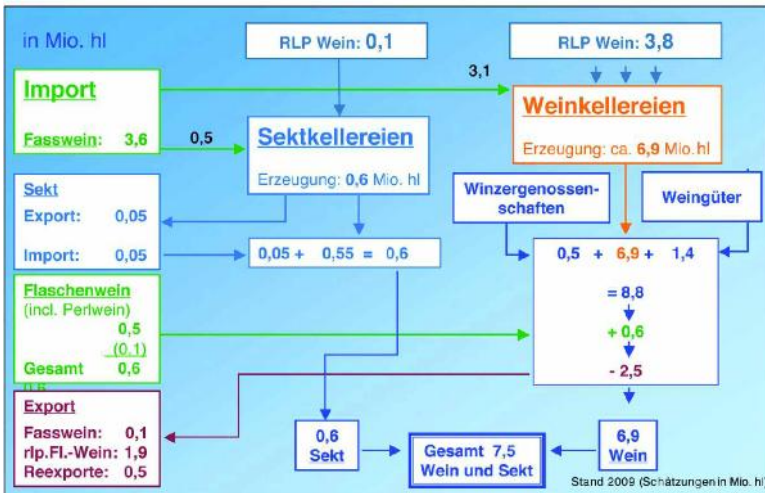 in Mio. hl
RLP Wein: 0,1
RLP Wein: 3,8
Import
Fasswein: 3,6
3,1
0,5
Sektkellereien
Erzeugung: 0,6 Mio. hl
Weinkellereien
Erzeugung: ca. 6,9 Mio. hl
Sekt
Export: 0,05
Import: 0,05
Winzergenossen-
schaften
Weingüter
0,05 + 0,55 = 0,6
0,5 + 6,9 + 1,4
= 8,8
+ 0,6
- 2,5
Flaschenwein
(incl. Perlwein)
0,5
(0.1)
Gesamt 0,6
0,6
Export
Fasswein: 0,1
rlp.Fl.-Wein: 1,9
Reexporte: 0,5
0,6
Sekt
Gesamt 7,5
Wein und Sekt
6,9
Wein
Stand 2009 (Schätzungen in Mio. hl)